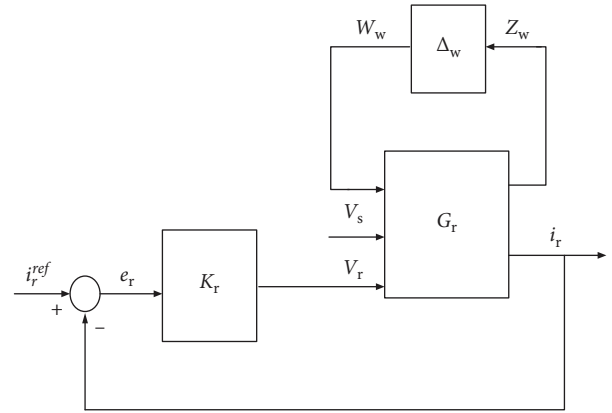 W_w
Δ_w
Z_w
V_s
G_r
i_r
i_r^ref
e_r
K_r
V_r
+
−